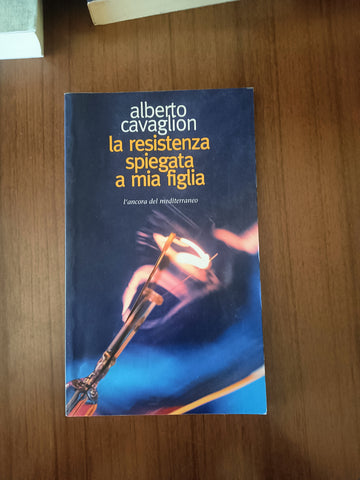 alberto
cavaglion
la resistenza
spiegata
a mia figlia
l'ancora del mediterraneo